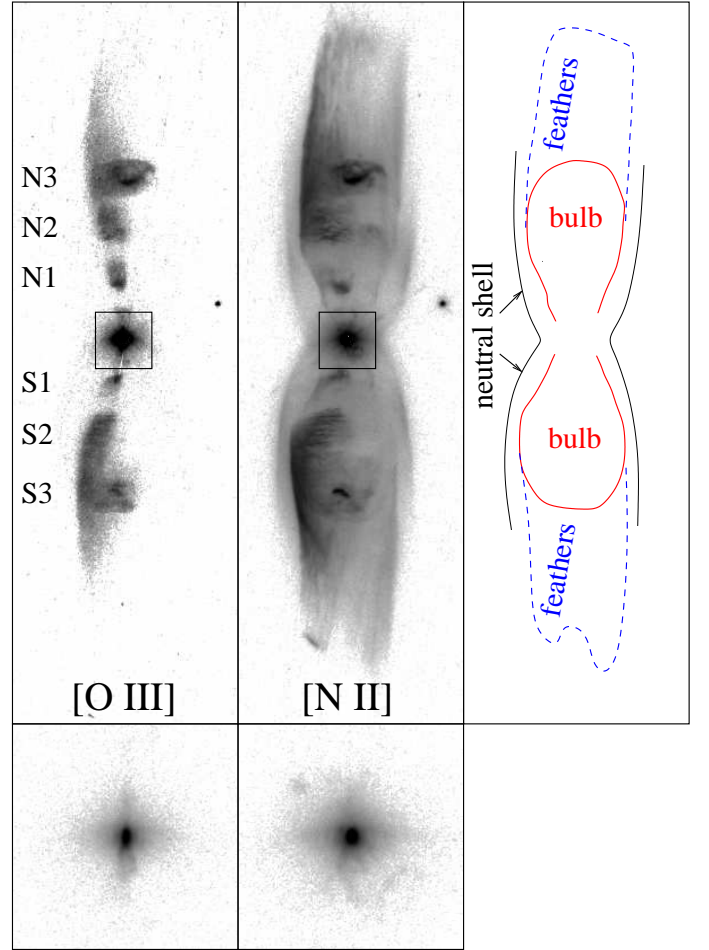 N3
N2
N1
S1
S2
S3
[O III]
[N II]
feathers
bulb
neutral shell
bulb
feathers